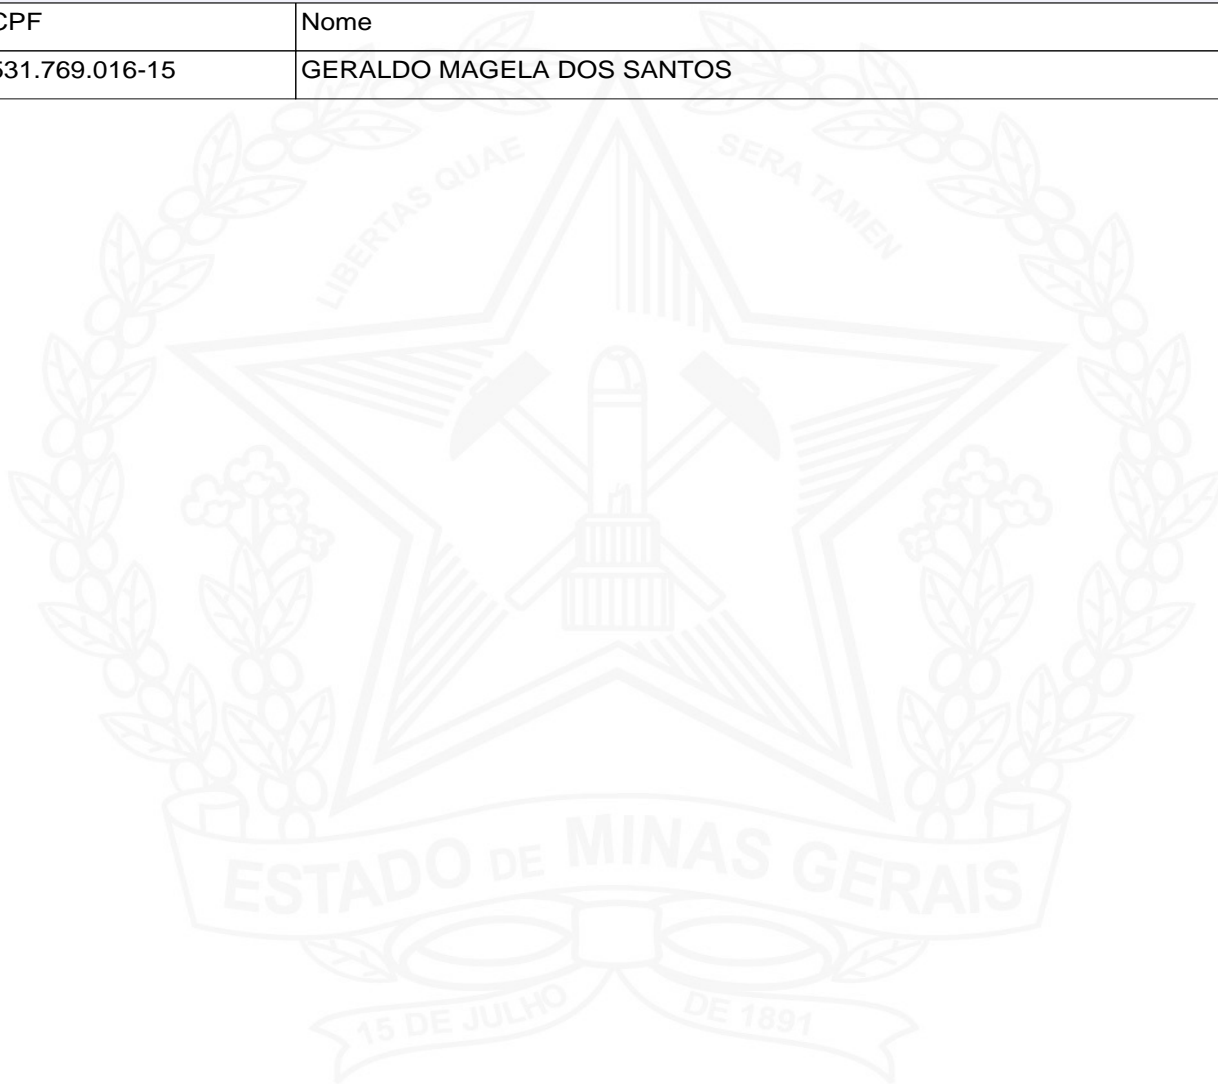 CPF Nome
531.769.016-15 GERALDO MAGELA DOS SANTOS
LIBERTAS QUAE SERA TAMEN
ESTADO DE MINAS GERAIS
15 DE JULHO DE 1891